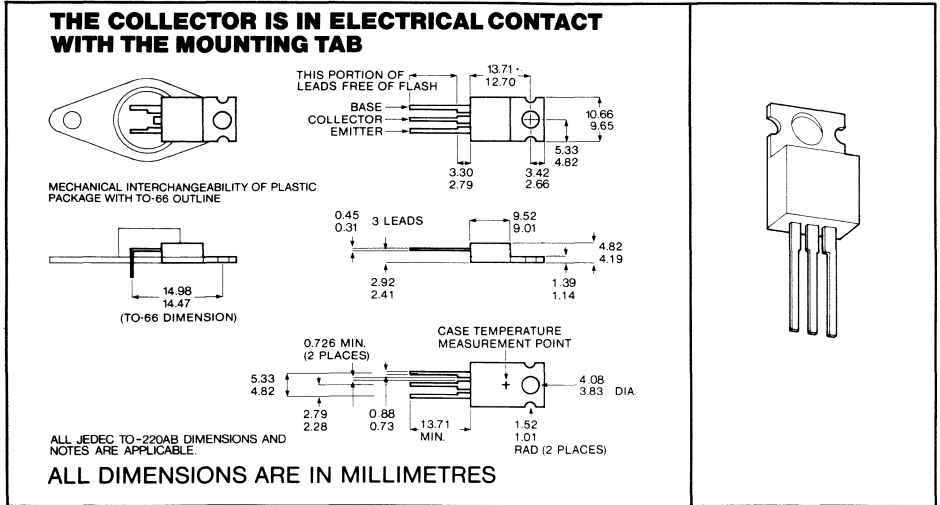 THE COLLECTOR IS IN ELECTRICAL CONTACT
WITH THE MOUNTING TAB
THIS PORTION OF
LEADS FREE OF FLASH
13.71
12.70
BASE
COLLECTOR
EMITTER
10.66
9.65
5.33
4.82
3.30
2.79
3.42
2.66
MECHANICAL INTERCHANGEABILITY OF PLASTIC
PACKAGE WITH TO-66 OUTLINE
0.45
0.31
3 LEADS
9.52
9.01
4.82
4.19
14.98
14.47
(TO-66 DIMENSION)
2.92
2.41
1.39
1.14
0.726 MIN.
(2 PLACES)
CASE TEMPERATURE
MEASUREMENT POINT
5.33
4.82
4.08
3.83 DIA.
2.79
2.28
0.88
0.73
13.71
MIN.
1.52
1.01
RAD (2 PLACES)
ALL JEDEC TO-220AB DIMENSIONS AND
NOTES ARE APPLICABLE.
ALL DIMENSIONS ARE IN MILLIMETRES